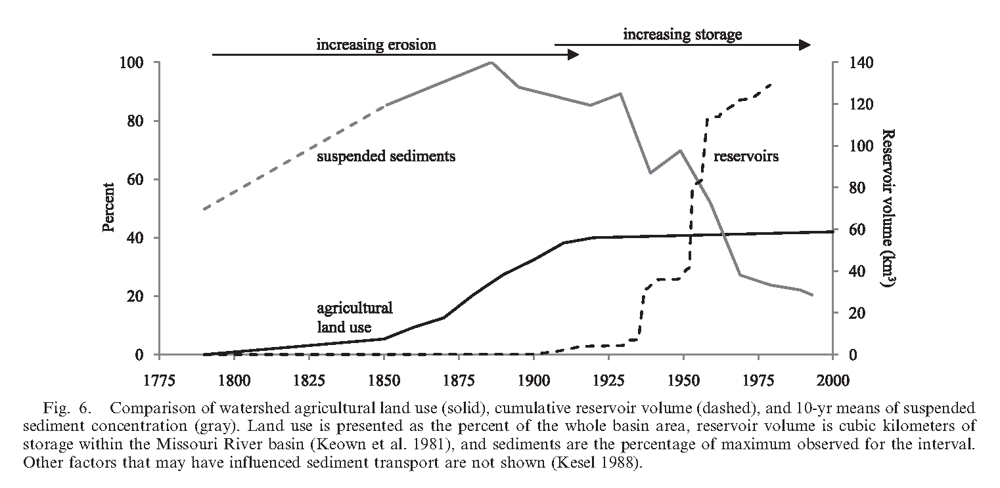 increasing storage
increasing erosion
100
80
60
40
20
0
Percent
140
120
100
80
60
40
20
0
Reservoir volume (km³)
suspended sediments
reservoirs
agricultural
land use
1775 1800 1825 1850 1875 1900 1925 1950 1975 2000
Fig. 6. Comparison of watershed agricultural land use (solid), cumulative reservoir volume (dashed), and 10-yr means of suspended
sediment concentration (gray). Land use is presented as the percent of the whole basin area, reservoir volume is cubic kilometers of
storage within the Missouri River basin (Keown et al. 1981), and sediments are the percentage of maximum observed for the interval.
Other factors that may have influenced sediment transport are not shown (Kesel 1988).